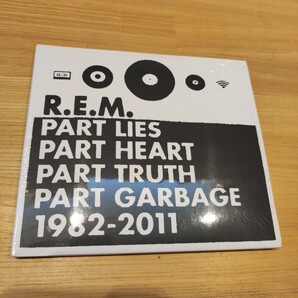 R.E.M.
PART LIES
PART HEART
PART TRUTH
PART GARBAGE
1982-2011